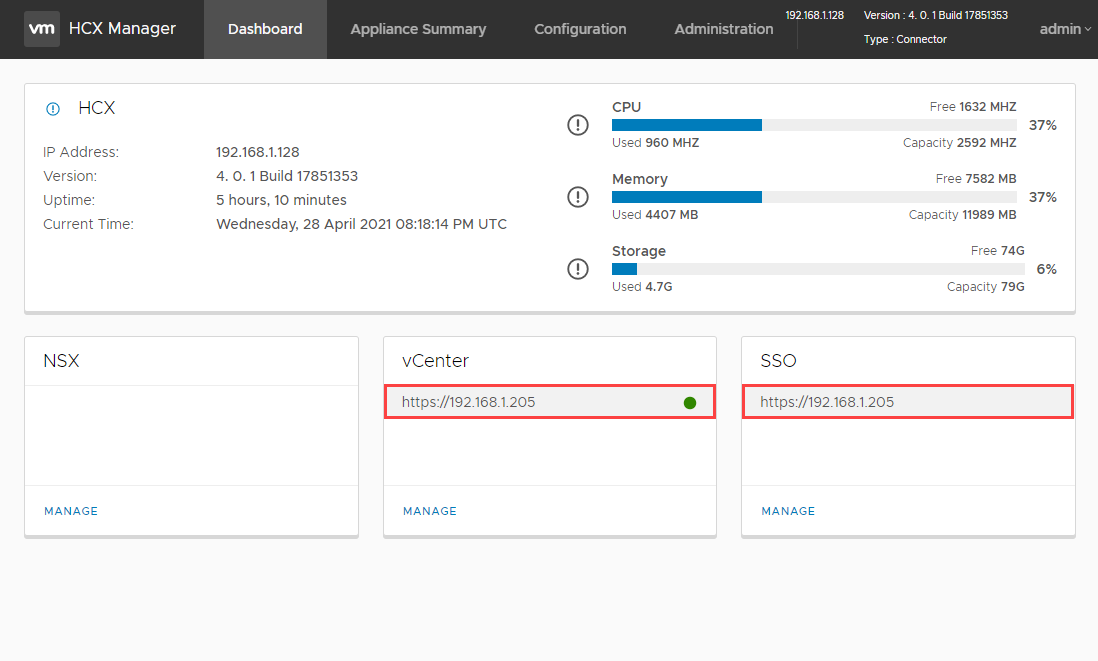 vm HCX Manager Dashboard Appliance Summary Configuration Administration 192.168.1.128 Version : 4. 0. 1 Build 17851353 admin
Type : Connector
HCX
IP Address: 192.168.1.128
Version: 4. 0. 1 Build 17851353
Uptime: 5 hours, 10 minutes
Current Time: Wednesday, 28 April 2021 08:18:14 PM UTC
CPU Free 1632 MHZ
37%
Used 960 MHZ Capacity 2592 MHZ
Memory Free 7582 MB
37%
Used 4407 MB Capacity 11989 MB
Storage Free 74G
6%
Used 4.7G Capacity 79G
NSX
MANAGE
vCenter
https://192.168.1.205
MANAGE
SSO
https://192.168.1.205
MANAGE